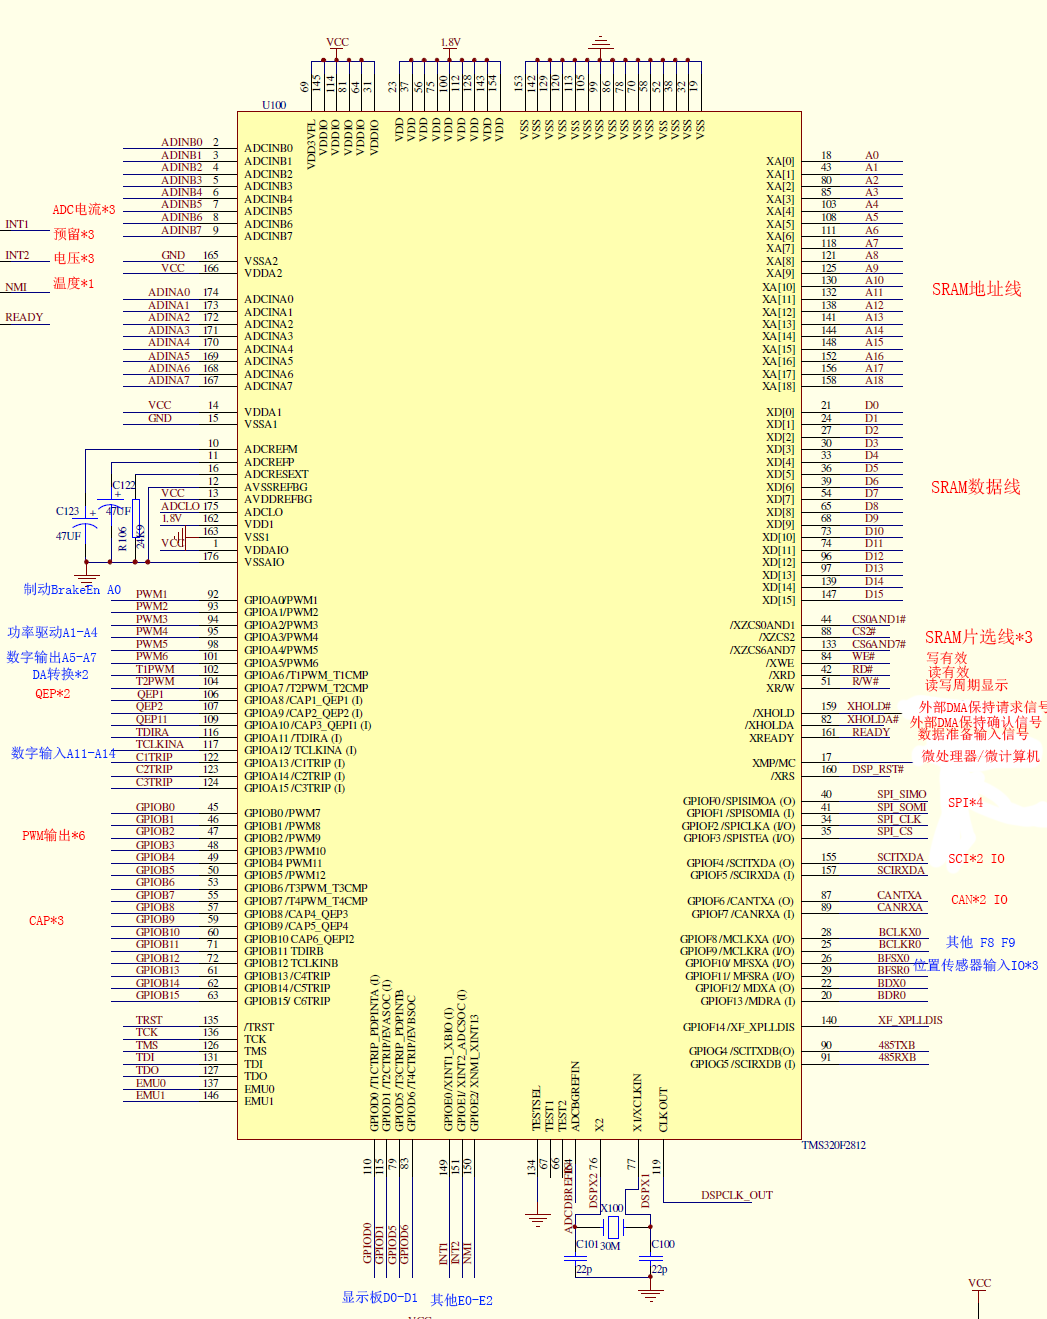 VCC
1.8V
69 145 114 81 64 31
23 37 56 75 100 112 128 143 154
153 142 129 120 113 105 99 86 78 70 58 52 38 32 19
U100
VDD3VFL VDDIO VDDIO VDDIO VDDIO VDDIO
VDD VDD VDD VDD VDD VDD VDD VDD VDD
VSS VSS VSS VSS VSS VSS VSS VSS VSS VSS VSS VSS VSS VSS VSS
ADINB0 2 ADCINB0
ADINB1 3 ADCINB1
ADINB2 4 ADCINB2
ADINB3 5 ADCINB3
ADINB4 6 ADCINB4
ADINB5 7 ADCINB5
ADINB6 8 ADCINB6
ADINB7 9 ADCINB7
ADC电流*3
INT1
预留*3
INT2
电压*3
NMI
温度*1
READY
GND 165 VSSA2
VCC 166 VDDA2
ADINA0 174 ADCINA0
ADINA1 173 ADCINA1
ADINA2 172 ADCINA2
ADINA3 171 ADCINA3
ADINA4 170 ADCINA4
ADINA5 169 ADCINA5
ADINA6 168 ADCINA6
ADINA7 167 ADCINA7
VCC 14 VDDA1
GND 15 VSSA1
10 ADCREFM
11 ADCREFP
16 ADCRESEXT
12 AVSSREFBG
VCC 13 AVDDREFBG
ADCLO 175 ADCLO
1.8V 162 VDD1
163 VSS1
VCC 1 VDDAIO
176 VSSAIO
C122
47UF
C123
47UF
R106
24K9
制动BrakeEn A0
PWM1 92 GPIOA0/PWM1
PWM2 93 GPIOA1/PWM2
PWM3 94 GPIOA2/PWM3
PWM4 95 GPIOA3/PWM4
PWM5 98 GPIOA4/PWM5
PWM6 101 GPIOA5/PWM6
T1PWM 102 GPIOA6 /T1PWM_T1CMP
T2PWM 104 GPIOA7 /T2PWM_T2CMP
QEP1 106 GPIOA8 /CAP1_QEP1 (I)
QEP2 107 GPIOA9 /CAP2_QEP2 (I)
QEP11 109 GPIOA10 /CAP3_QEPI1 (I)
TDIRA 116 GPIOA11 /TDIRA (I)
TCLKINA 117 GPIOA12/ TCLKINA (I)
C1TRIP 122 GPIOA13 /C1TRIP (I)
C2TRIP 123 GPIOA14 /C2TRIP (I)
C3TRIP 124 GPIOA15 /C3TRIP (I)
功率驱动A1-A4
数字输出A5-A7
DA转换*2
QEP*2
数字输入A11-A14
GPIOB0 45 GPIOB0 /PWM7
GPIOB1 46 GPIOB1 /PWM8
GPIOB2 47 GPIOB2 /PWM9
GPIOB3 48 GPIOB3 /PWM10
GPIOB4 49 GPIOB4 PWM11
GPIOB5 50 GPIOB5 /PWM12
GPIOB6 53 GPIOB6 /T3PWM_T3CMP
GPIOB7 55 GPIOB7 /T4PWM_T4CMP
GPIOB8 57 GPIOB8 /CAP4_QEP3
GPIOB9 59 GPIOB9 /CAP5_QEP4
GPIOB10 60 GPIOB10 CAP6_QEPI2
GPIOB11 71 GPIOB11 TDIRB
GPIOB12 72 GPIOB12 TCLKINB
GPIOB13 61 GPIOB13 /C4TRIP
GPIOB14 62 GPIOB14 /C5TRIP
GPIOB15 63 GPIOB15/ C6TRIP
PWM输出*6
CAP*3
TRST 135 /TRST
TCK 136 TCK
TMS 126 TMS
TDI 131 TDI
TDO 127 TDO
EMU0 137 EMU0
EMU1 146 EMU1
XA[0] 18 A0
XA[1] 43 A1
XA[2] 80 A2
XA[3] 85 A3
XA[4] 103 A4
XA[5] 108 A5
XA[6] 111 A6
XA[7] 118 A7
XA[8] 121 A8
XA[9] 125 A9
XA[10] 130 A10
XA[11] 132 A11
XA[12] 138 A12
XA[13] 141 A13
XA[14] 144 A14
XA[15] 148 A15
XA[16] 152 A16
XA[17] 156 A17
XA[18] 158 A18
SRAM地址线
XD[0] 21 D0
XD[1] 24 D1
XD[2] 27 D2
XD[3] 30 D3
XD[4] 33 D4
XD[5] 36 D5
XD[6] 39 D6
XD[7] 54 D7
XD[8] 65 D8
XD[9] 68 D9
XD[10] 73 D10
XD[11] 74 D11
XD[12] 96 D12
XD[13] 97 D13
XD[14] 139 D14
XD[15] 147 D15
SRAM数据线
/XZCS0AND1 44 CS0AND1#
/XZCS2 88 CS2#
/XZCS6AND7 133 CS6AND7#
/XWE 84 WE#
/XRD 42 RD#
XR/W 51 R/W#
SRAM片选线*3
写有效
读有效
读写周期显示
/XHOLD 159 XHOLD#
/XHOLDA 82 XHOLDA#
XREADY 161 READY
外部DMA保持请求信号
外部DMA保持确认信号
数据准备输入信号
XMP/MC 17
微处理器/微计算机
/XRS 160 DSP_RST#
GPIOF0 /SPISIMOA (O) 40 SPI_SIMO
GPIOF1 /SPISOMIA (I) 41 SPI_SOMI
GPIOF2 /SPICLKA (I/O) 34 SPI_CLK
GPIOF3 /SPISTEA (I/O) 35 SPI_CS
SPI*4
GPIOF4 /SCITXDA (O) 155 SCITXDA
GPIOF5 /SCIRXDA (I) 157 SCIRXDA
SCI*2 IO
GPIOF6 /CANTXA (O) 87 CANTXA
GPIOF7 /CANRXA (I) 89 CANRXA
CAN*2 IO
GPIOF8 /MCLKXA (I/O) 28 BCLKX0
GPIOF9 /MCLKRA (I/O) 25 BCLKR0
GPIOF10/ MFSXA (I/O) 26 BFSX0
GPIOF11/ MFSRA (I/O) 29 BFSR0
GPIOF12/ MDXA (O) 22 BDX0
GPIOF13 /MDRA (I) 20 BDR0
其他 F8 F9
位置传感器输入IO*3
GPIOF14 /XF_XPLLDIS 140 XF_XPLLDIS
GPIOG4 /SCITXDB(O) 90 485TXB
GPIOG5 /SCIRXDB (I) 91 485RXB
GPIOD0 /T1CTRIP_PDPINTA (I)
GPIOD1 /T2CTRIP/EVASOC (I)
GPIOD5 /T3CTRIP_PDPINTB
GPIOD6 /T4CTRIP/EVBSOC
GPIOE0 /XINT1_XBIO (I)
GPIOE1/ XINT2_ADCSOC (I)
GPIOE2/ XNMI_XINT13
TESTSEL
TEST1
TEST2
ADCBGREFIN
X2
X1/XCLKIN
CLKOUT
TMS320F2812
110 115 79 83
149 151 150
134 67 66 164 76 77 119
GPIOD0 GPIOD1 GPIOD5 GPIOD6
INT1 INT2 NMI
ADCDBREFIN
DSPX2
DSPX1
DSPCLK_OUT
X100
30M
C101
22p
C100
22p
显示板D0-D1
其他E0-E2
VCC
VCC